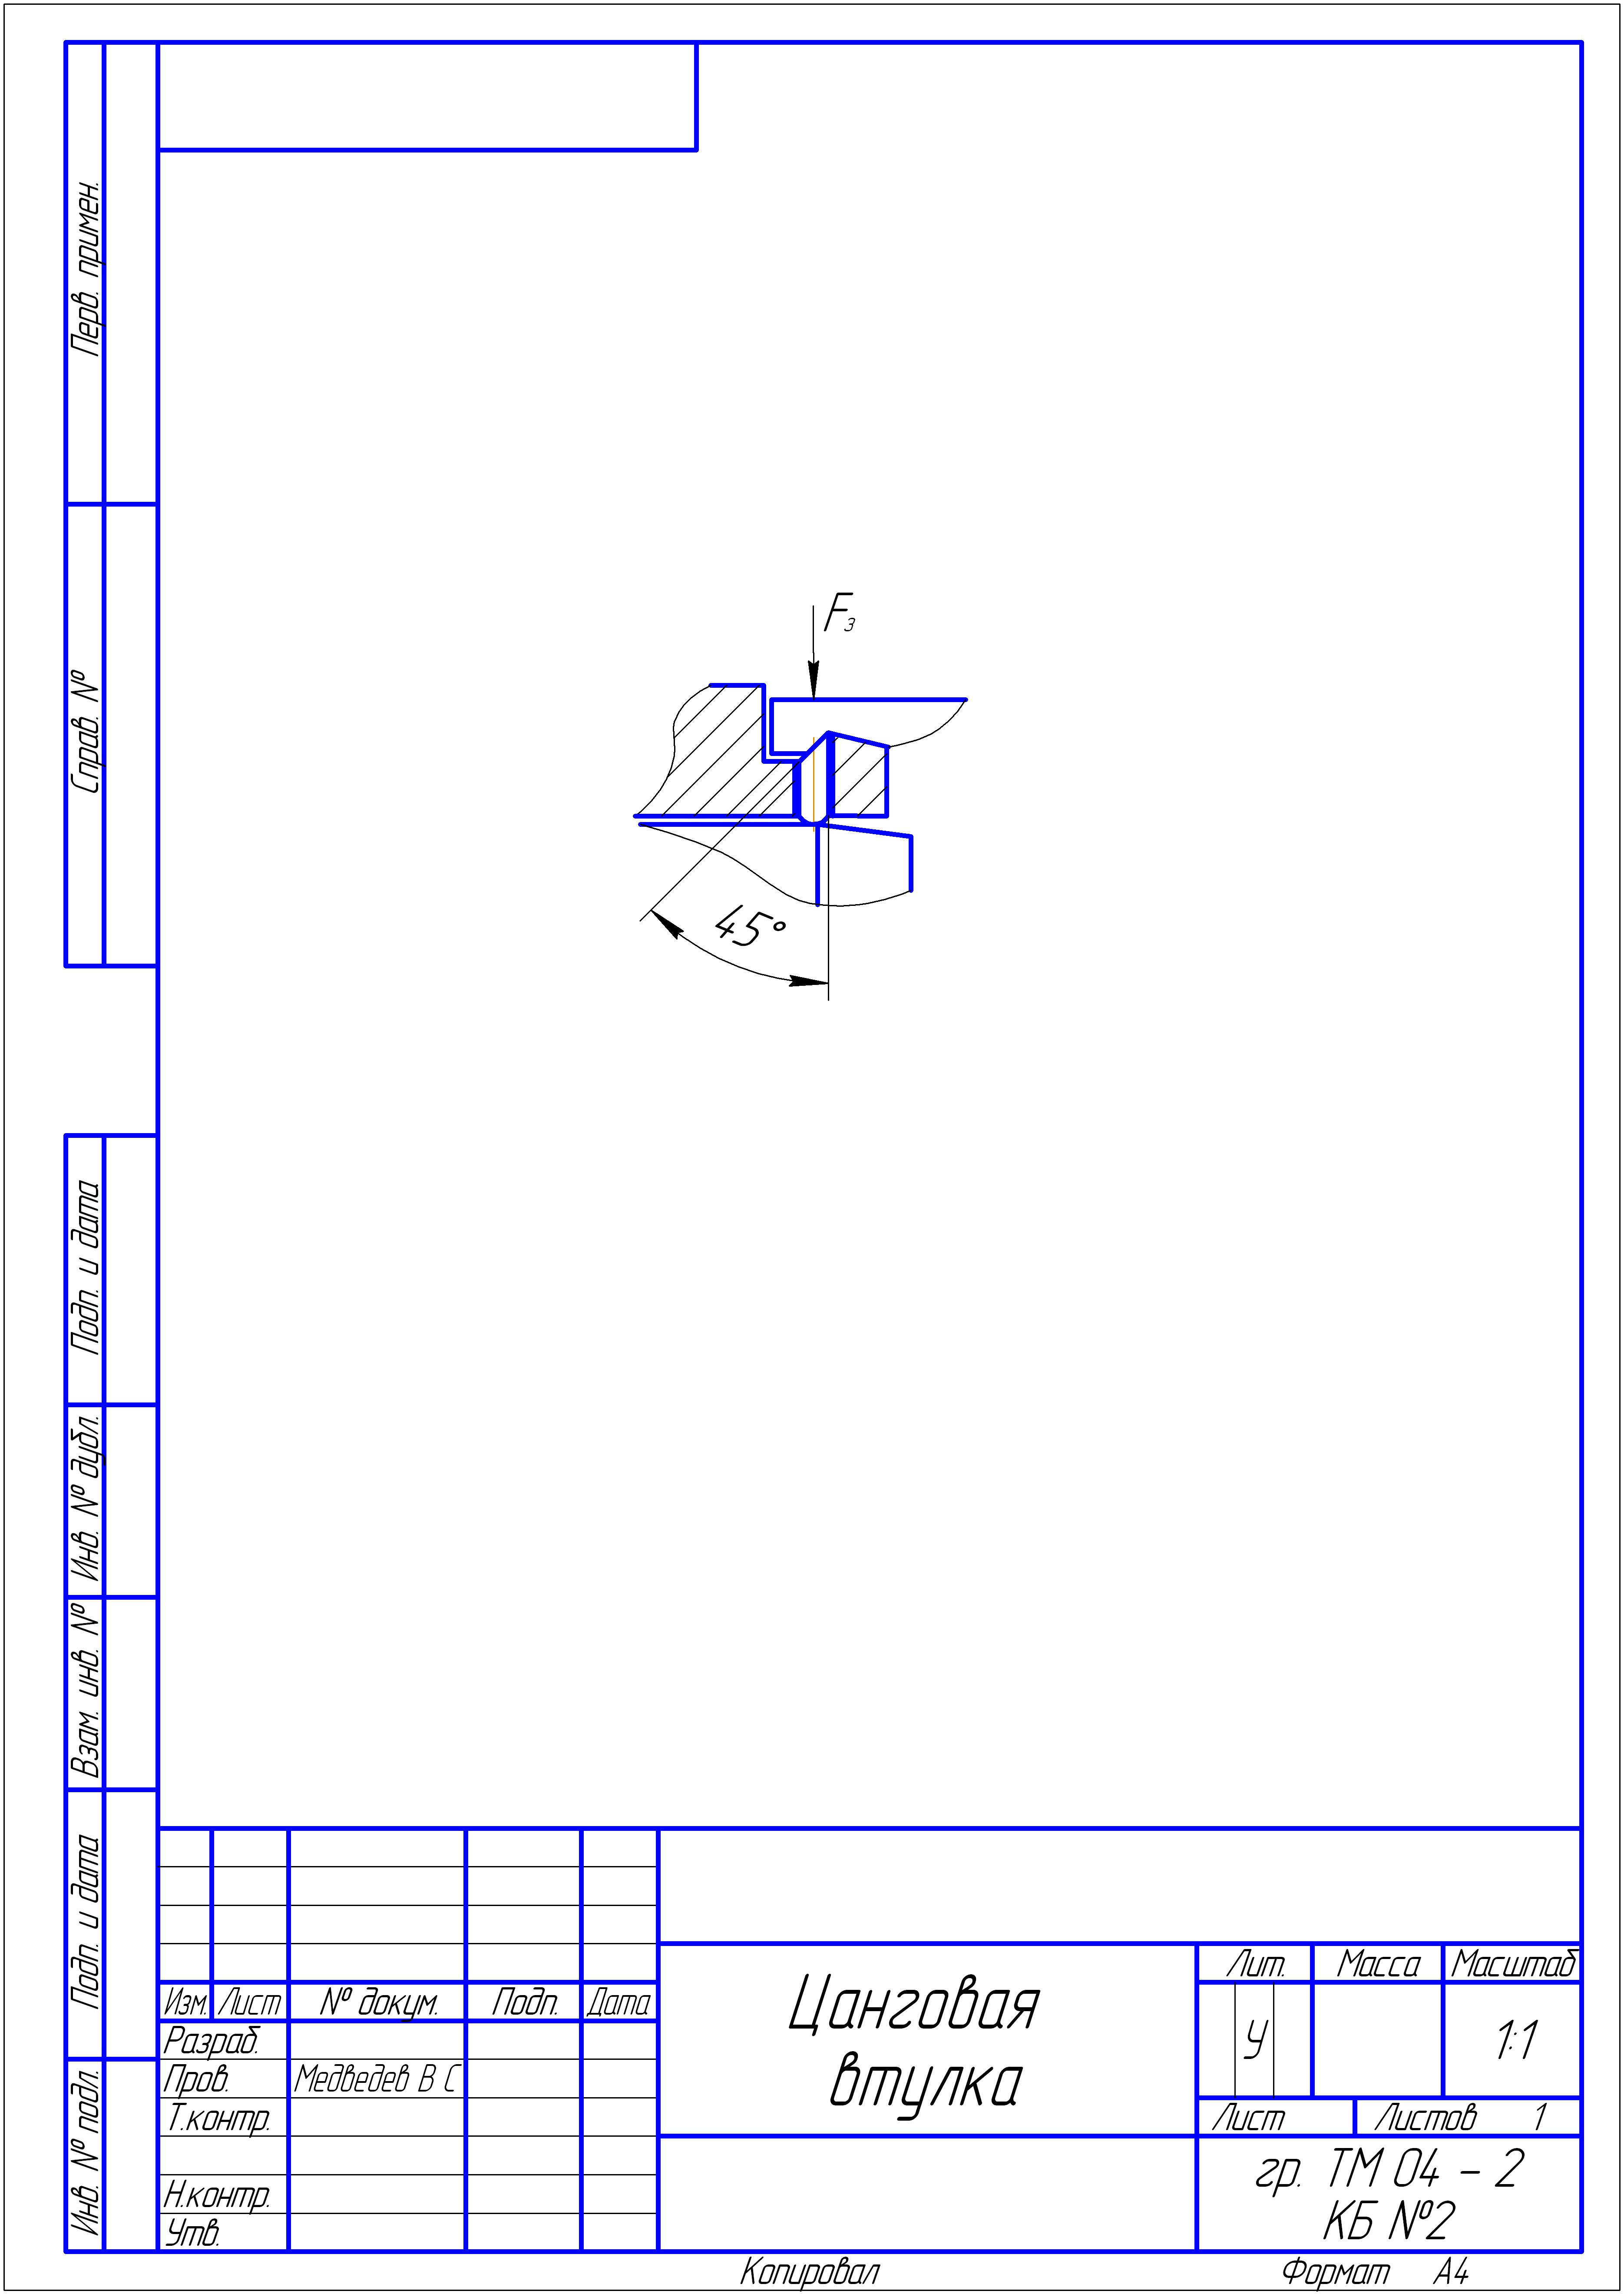 Перв. примен.
Справ. №
Подп. и дата
Инв. № дубл.
Взам. инв. №
Подп. и дата
Инв. № подл.
Fз
45°
Изм. Лист № докум. Подп. Дата
Разраб.
Пров. Медведев В С
Т.контр.
Н.контр.
Утв.
Цанговая
втулка
Лит. Масса Масштаб
У 1:1
Лист Листов 1
гр. ТМ 04 - 2
КБ №2
Копировал Формат А4